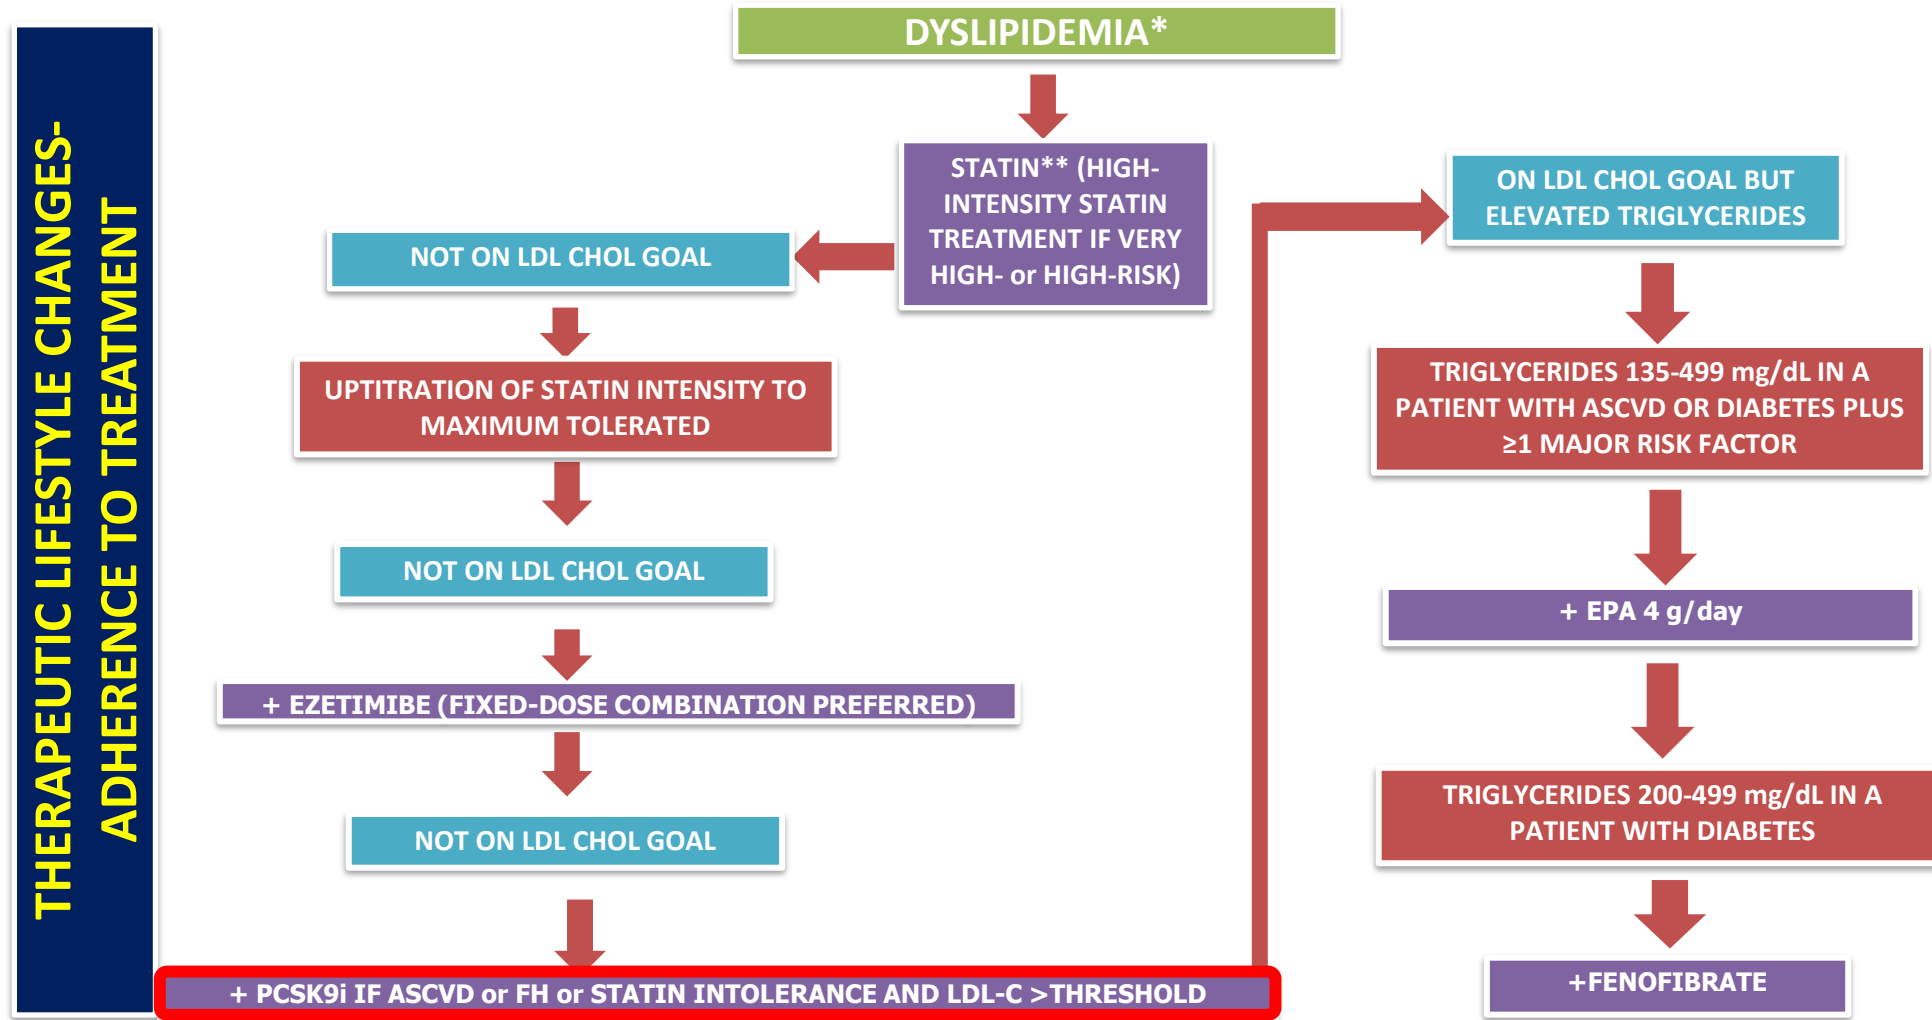 THERAPEUTIC LIFESTYLE CHANGES-
ADHERENCE TO TREATMENT
DYSLIPIDEMIA*
STATIN** (HIGH-
INTENSITY STATIN
TREATMENT IF VERY
HIGH- or HIGH-RISK)
NOT ON LDL CHOL GOAL
UPTITRATION OF STATIN INTENSITY TO
MAXIMUM TOLERATED
NOT ON LDL CHOL GOAL
+ EZETIMIBE (FIXED-DOSE COMBINATION PREFERRED)
NOT ON LDL CHOL GOAL
+ PCSK9i IF ASCVD or FH or STATIN INTOLERANCE AND LDL-C >THRESHOLD
ON LDL CHOL GOAL BUT
ELEVATED TRIGLYCERIDES
TRIGLYCERIDES 135-499 mg/dL IN A
PATIENT WITH ASCVD OR DIABETES PLUS
≥1 MAJOR RISK FACTOR
+ EPA 4 g/day
TRIGLYCERIDES 200-499 mg/dL IN A
PATIENT WITH DIABETES
+FENOFIBRATE